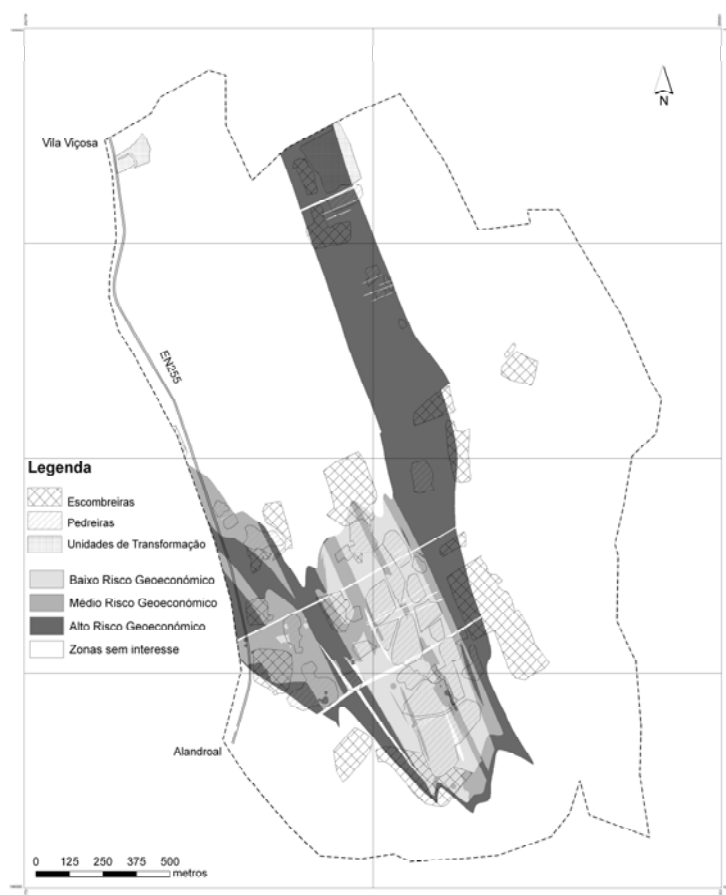 N
Vila Viçosa
EN255
Legenda
Escombreiras
Pedreiras
Unidades de Transformação
Baixo Risco Geoeconómico
Médio Risco Geoeconómico
Alto Risco Geoeconómico
Zonas sem interesse
Alandroal
0 125 250 375 500
metros